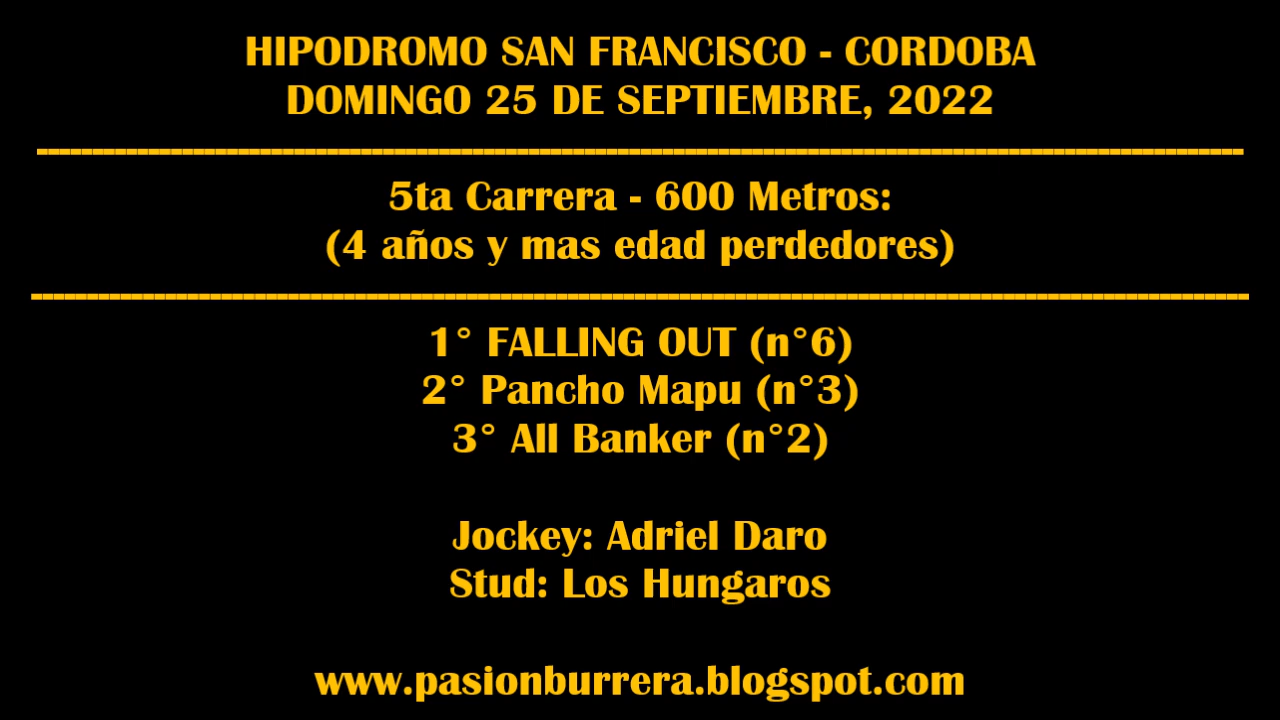 HIPODROMO SAN FRANCISCO - CORDOBA
DOMINGO 25 DE SEPTIEMBRE, 2022
5ta Carrera - 600 Metros:
(4 años y mas edad perdedores)
1° FALLING OUT (n°6)
2° Pancho Mapu (n°3)
3° All Banker (n°2)
Jockey: Adriel Daro
Stud: Los Hungaros
www.pasionburrera.blogspot.com